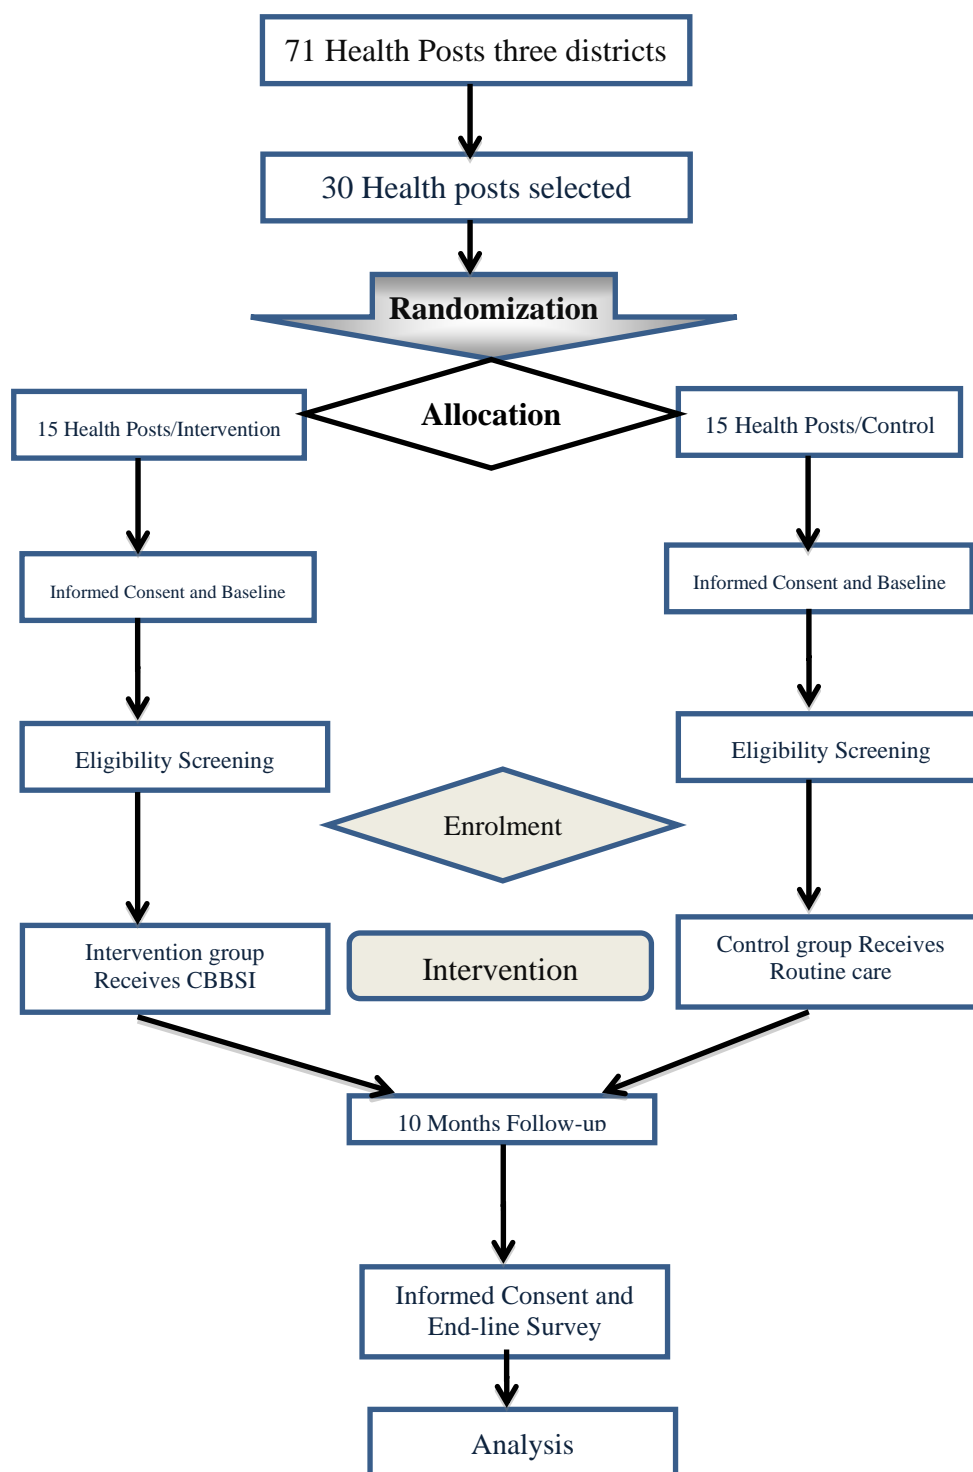 71 Health Posts three districts
30 Health posts selected
Randomization
Allocation
15 Health Posts/Intervention
15 Health Posts/Control
Informed Consent and Baseline
Informed Consent and Baseline
Eligibility Screening
Eligibility Screening
Enrolment
Intervention group
Receives CBBSI
Intervention
Control group Receives
Routine care
10 Months Follow-up
Informed Consent and
End-line Survey
Analysis